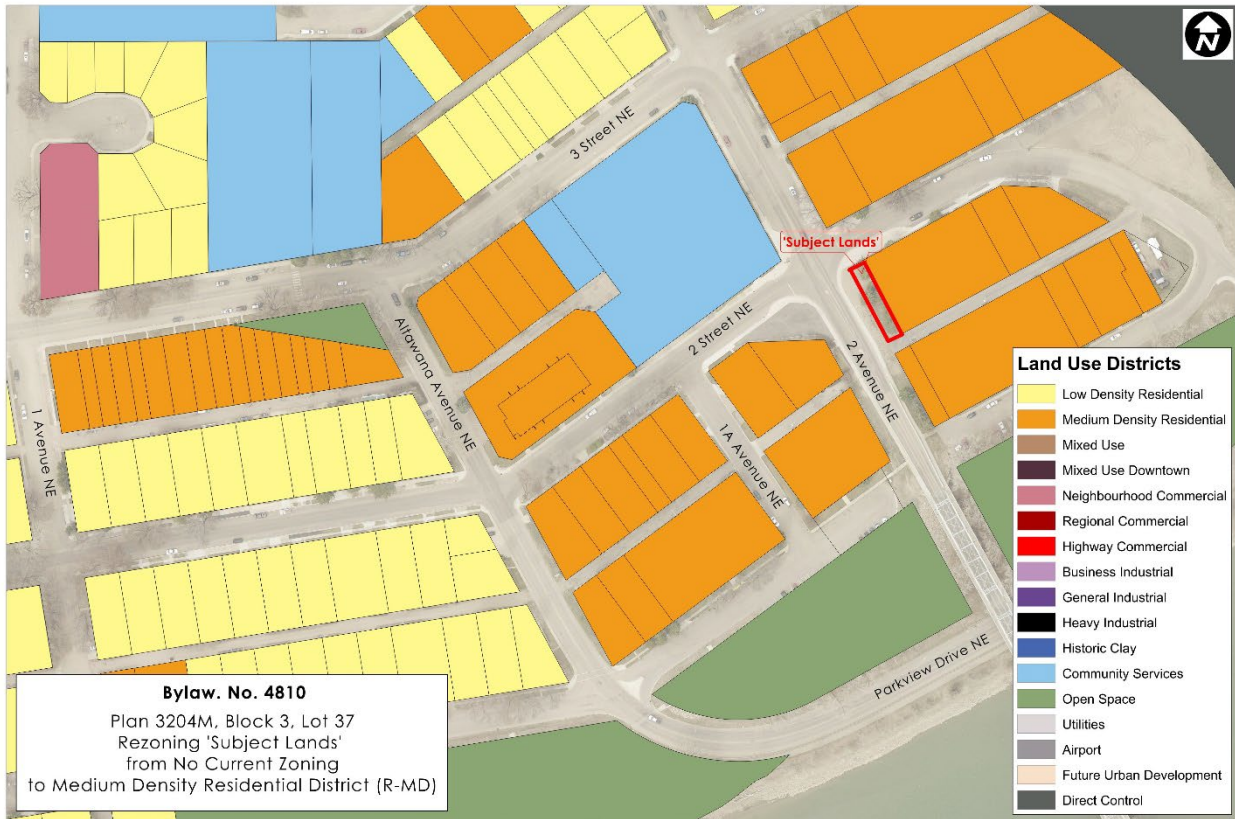 N
3 Street NE
'Subject Lands'
2 Street NE
Altawana Avenue NE
2 Avenue NE
1 Avenue NE
1A Avenue NE
Parkview Drive NE
Land Use Districts
Low Density Residential
Medium Density Residential
Mixed Use
Mixed Use Downtown
Neighbourhood Commercial
Regional Commercial
Highway Commercial
Business Industrial
General Industrial
Heavy Industrial
Historic Clay
Community Services
Open Space
Utilities
Airport
Future Urban Development
Direct Control
Bylaw. No. 4810
Plan 3204M, Block 3, Lot 37
Rezoning 'Subject Lands'
from No Current Zoning
to Medium Density Residential District (R-MD)